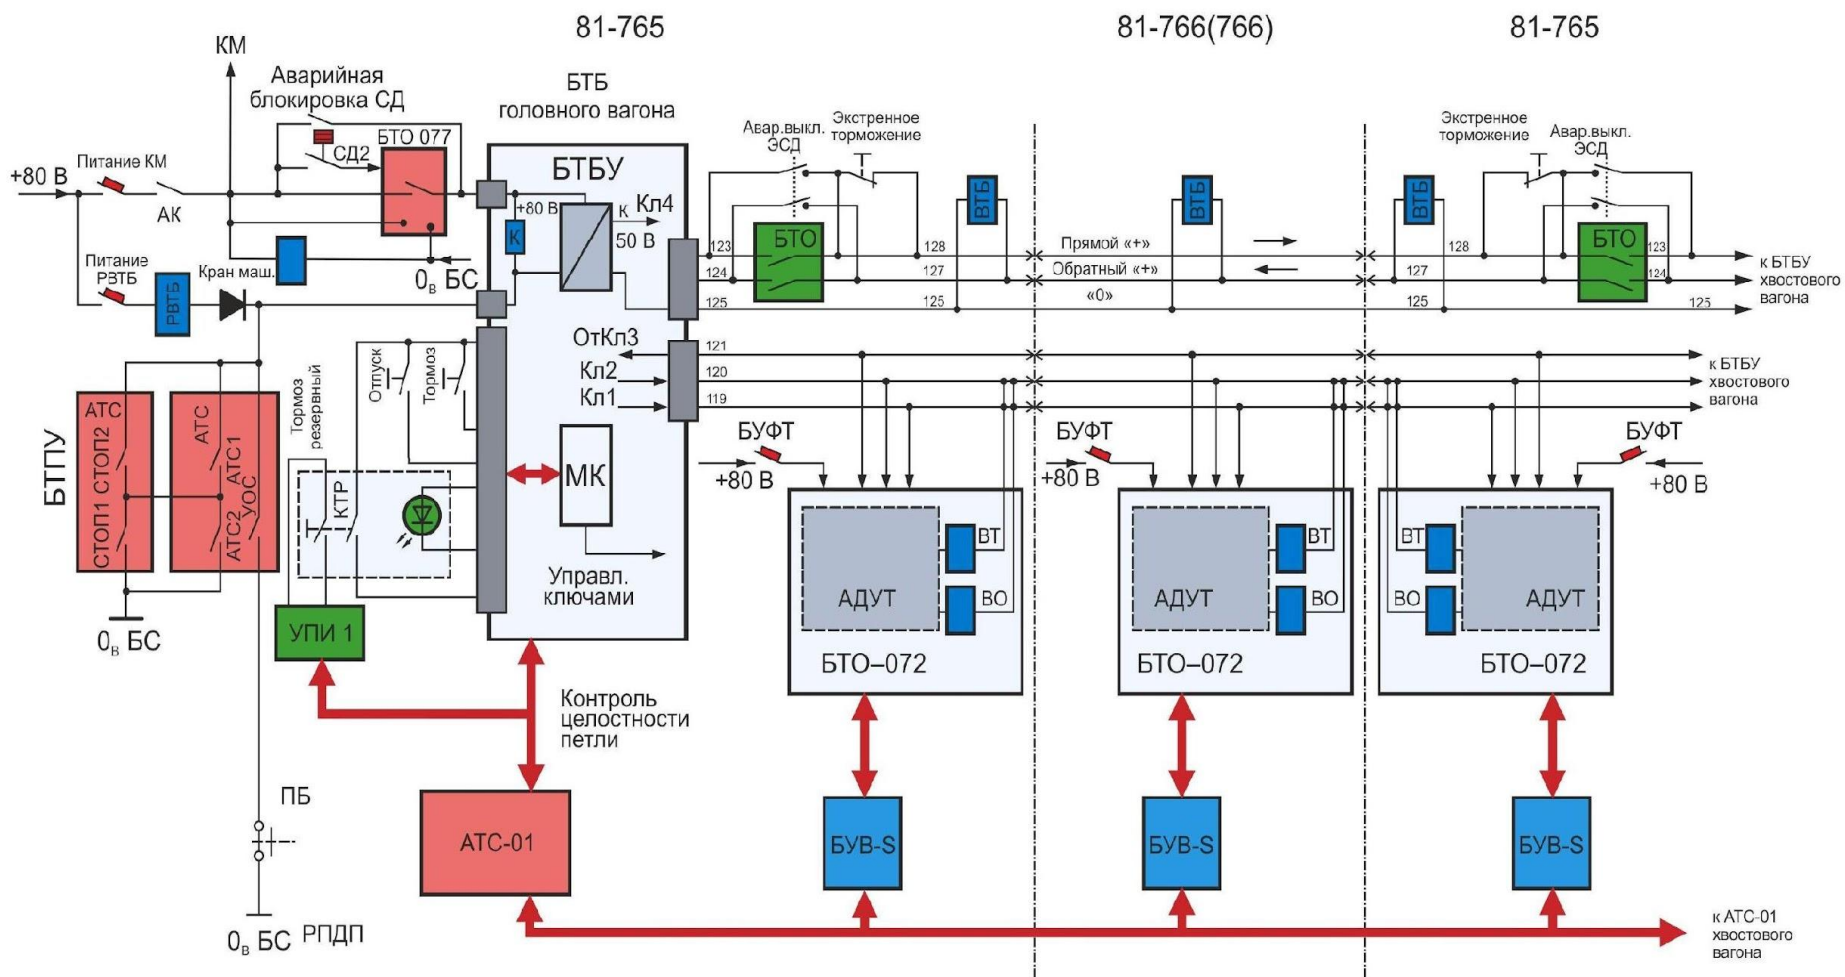 81-765
81-766(766)
81-765
КМ
Аварийная
блокировка СД
БТБ
головного вагона
Питание КМ
+80 В
АК
СД2
БТО 077
Питание
РВТБ
РВТБ
Кран маш.
0в БС
БТБУ
+80 В
К
К
Кл4
50 В
Авар.выкл.
ЭСД
Экстренное
торможение
ВТБ
БТО
123
124
125
128
127
125
Прямой «+»
Обратный «+»
«0»
ВТБ
Экстренное
торможение
Авар.выкл.
ЭСД
ВТБ
БТО
128
127
125
123
124
125
к БТБУ
хвостового
вагона
ОтКл3
Кл2
Кл1
121
120
119
к БТБУ
хвостового
вагона
БТПУ
АТС
СТОП1 СТОП2
АТС
АТС2 АТС1
УОС
0в БС
Тормоз
резервный
Отпуск
Тормоз
КТР
УПИ 1
МК
Управл.
ключами
БУФТ
+80 В
АДУТ
ВТ
ВО
БТО–072
БУФТ
+80 В
АДУТ
ВТ
ВО
БТО–072
БУФТ
+80 В
ВТ
ВО
АДУТ
БТО–072
Контроль
целостности
петли
АТС-01
БУВ-S
БУВ-S
БУВ-S
ПБ
0в БС
РПДП
к АТС-01
хвостового
вагона